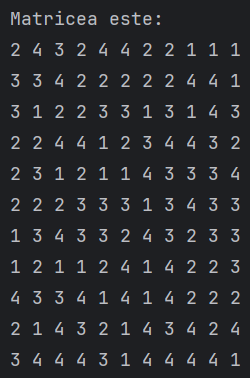 Matricea este:
2 4 3 2 4 4 2 2 1 1 1
3 3 4 2 2 2 2 2 4 4 1
3 1 2 2 3 3 1 3 1 4 3
2 2 4 4 1 2 3 4 4 3 2
2 3 1 2 1 1 4 3 3 3 4
2 2 2 3 3 3 1 3 4 3 3
1 3 4 3 3 2 4 3 2 3 3
1 2 1 1 2 4 1 4 2 2 3
4 3 3 4 1 4 1 4 2 2 2
2 1 4 3 2 1 4 3 4 2 4
3 4 4 4 3 1 4 4 4 4 1